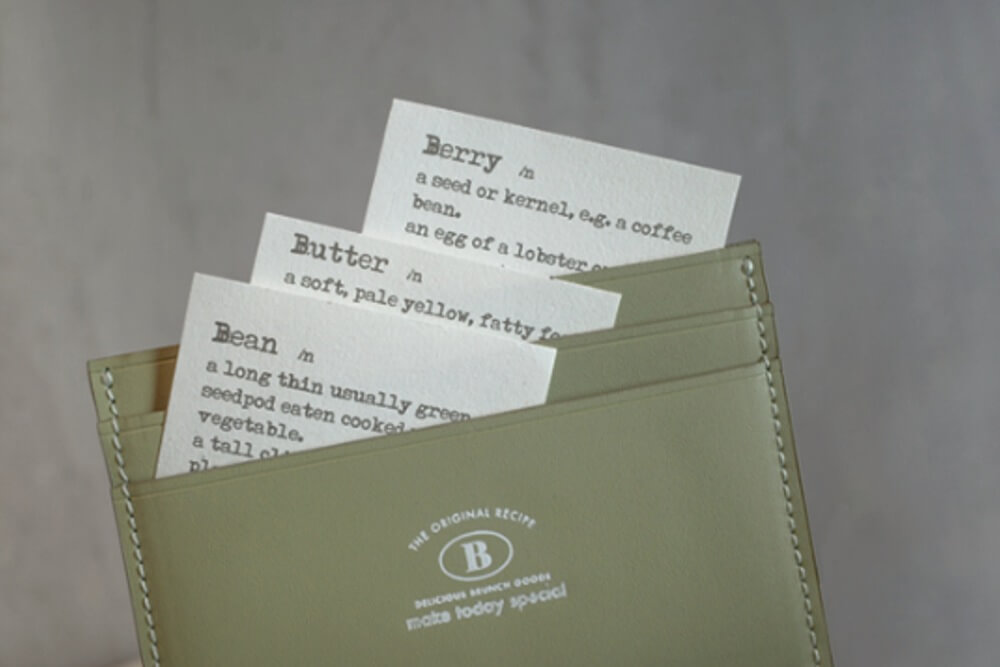 Berry /n
a seed or kernel, e.g. a coffee
bean.
an egg of a lobster
Butter /n
a soft, pale yellow, fatty
Bean /n
a long thin usually green
seedpod eaten cooked
vegetable.
a tall
THE ORIGINAL RECIPE
B
DELICIOUS BRUNCH GOODS
make today special